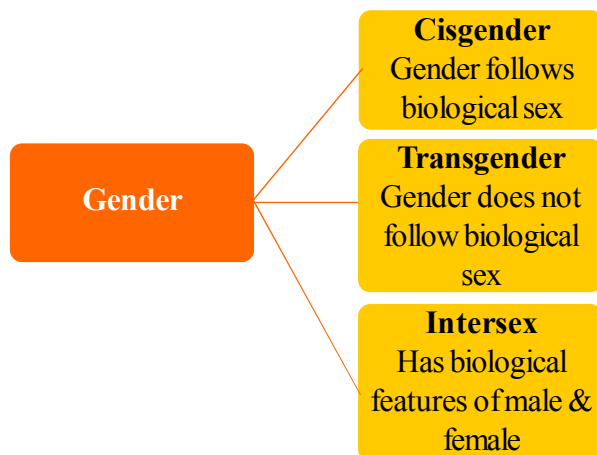 Gender
Cisgender
Gender follows
biological sex
Transgender
Gender does not
follow biological
sex
Intersex
Has biological
features of male &
female